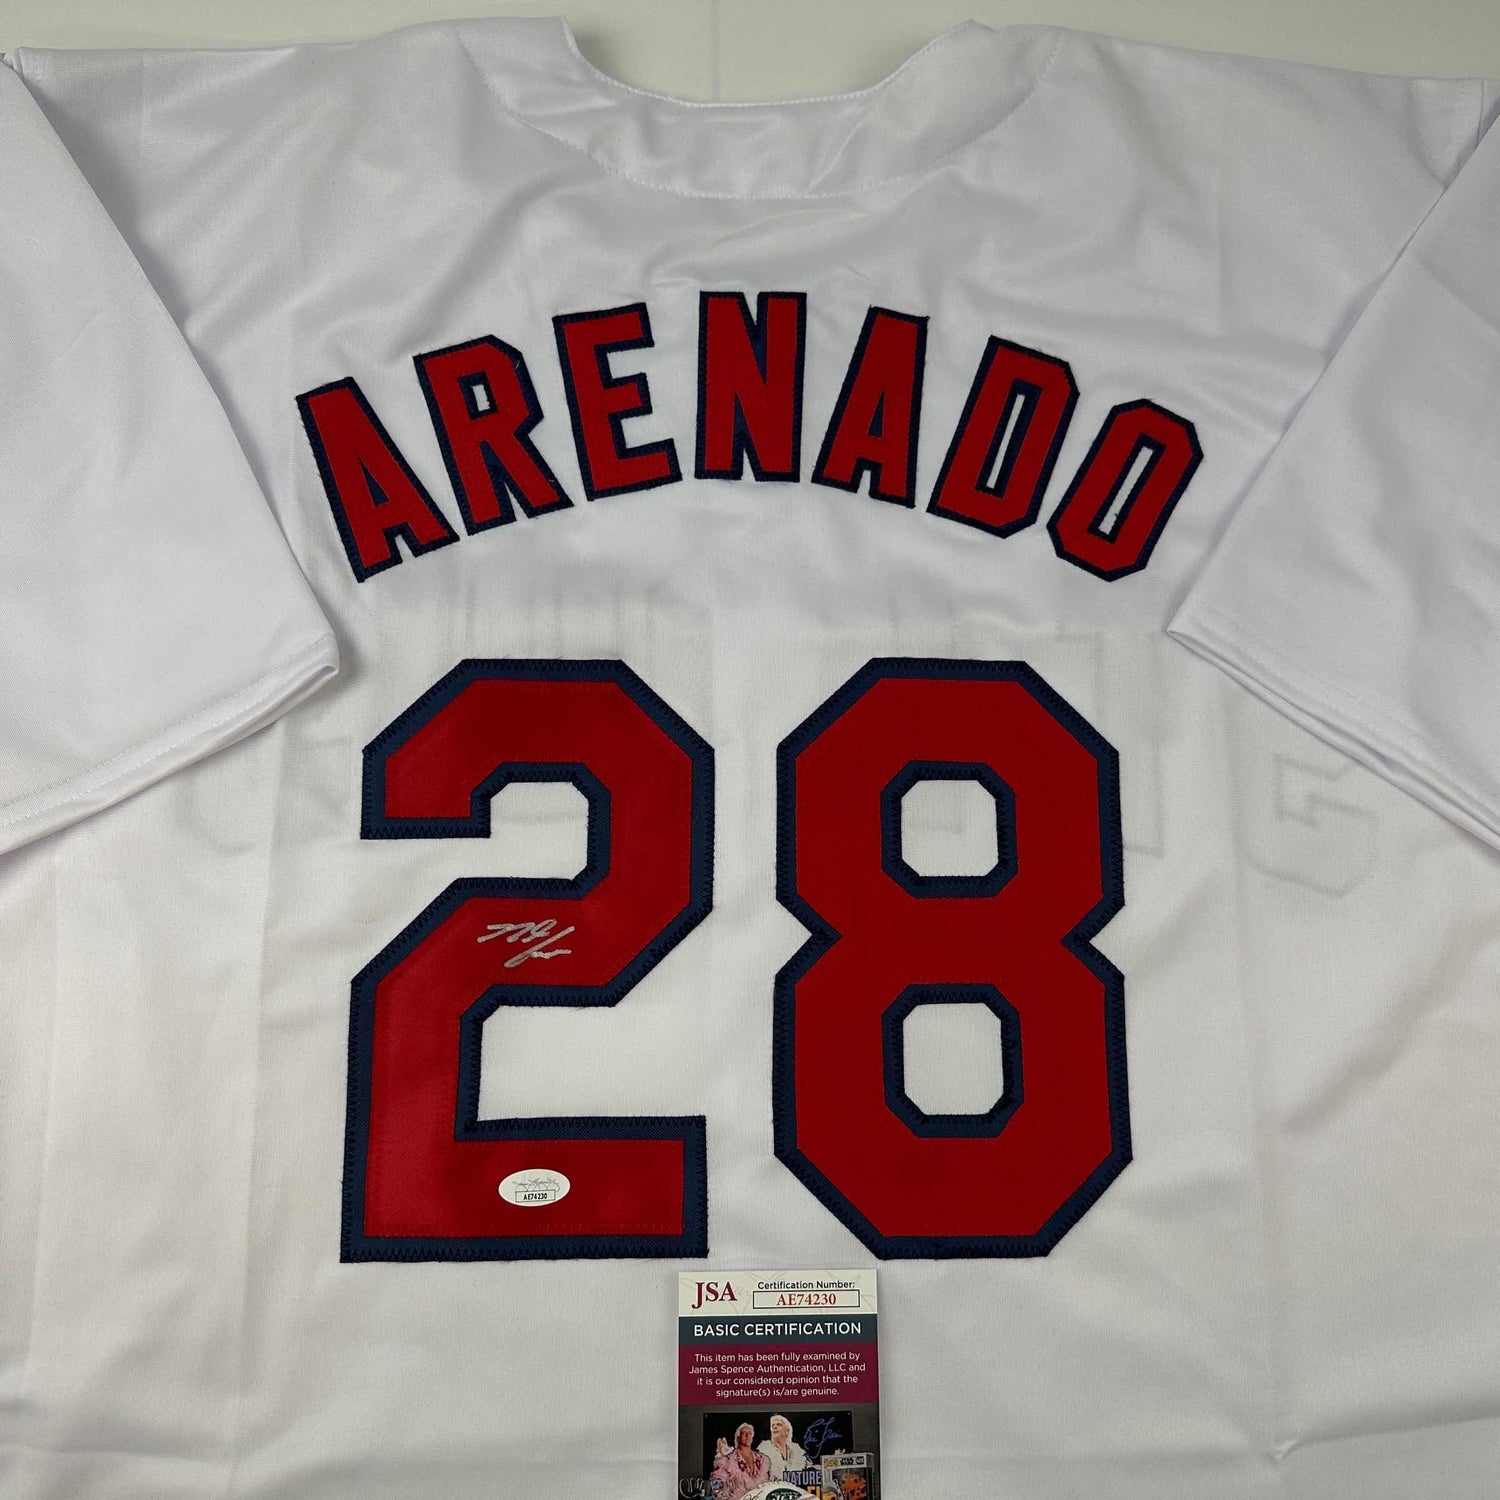 ARENADO
28
AE74230
JSA
Certification Number:
AE74230
BASIC CERTIFICATION
This item has been fully examined by
James Spence Authentication, LLC and
it is our considered opinion that the
signature(s) is/are genuine.
NATURE